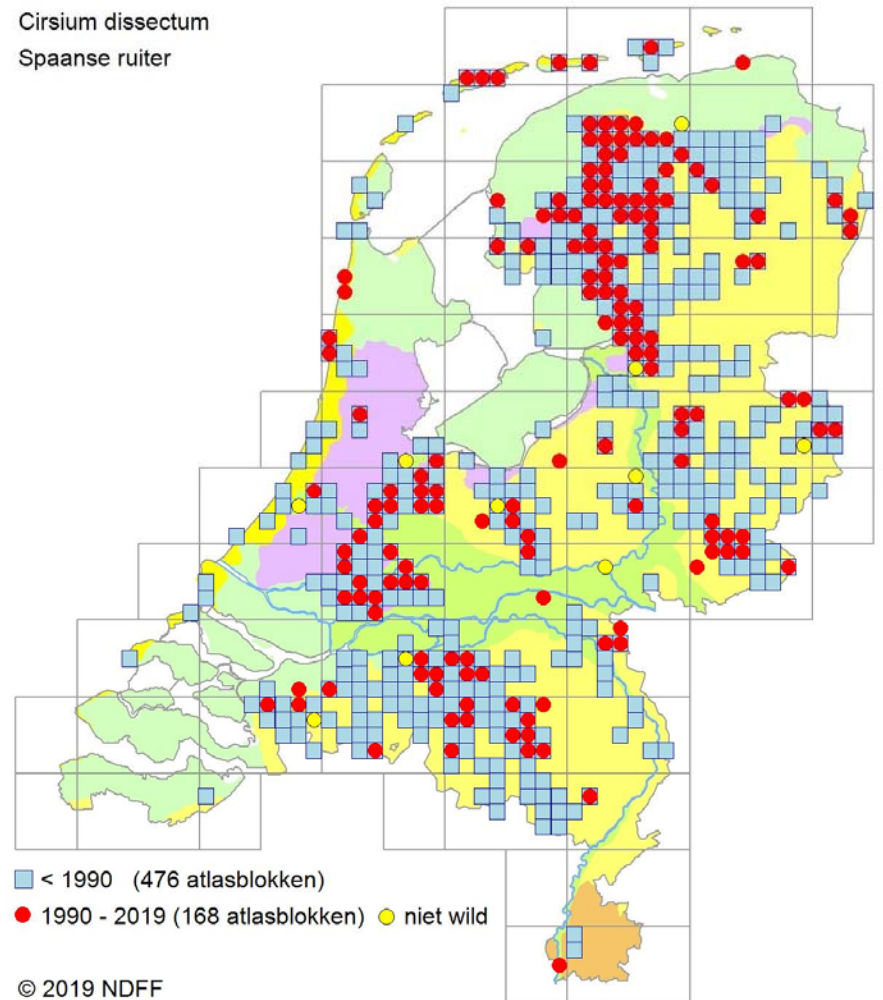 Cirsium dissectum
Spaanse ruiter
< 1990 (476 atlasblokken)
1990 - 2019 (168 atlasblokken) niet wild
© 2019 NDFF